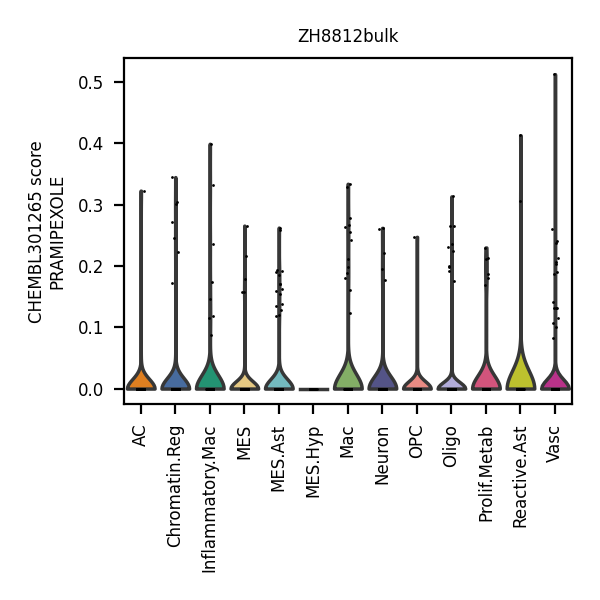 ZH8812bulk
CHEMBL301265 score
PRAMIPEXOLE
0.5
0.4
0.3
0.2
0.1
0.0
AC
Chromatin.Reg
Inflammatory.Mac
MES
MES.Ast
MES.Hyp
Mac
Neuron
OPC
Oligo
Prolif.Metab
Reactive.Ast
Vasc